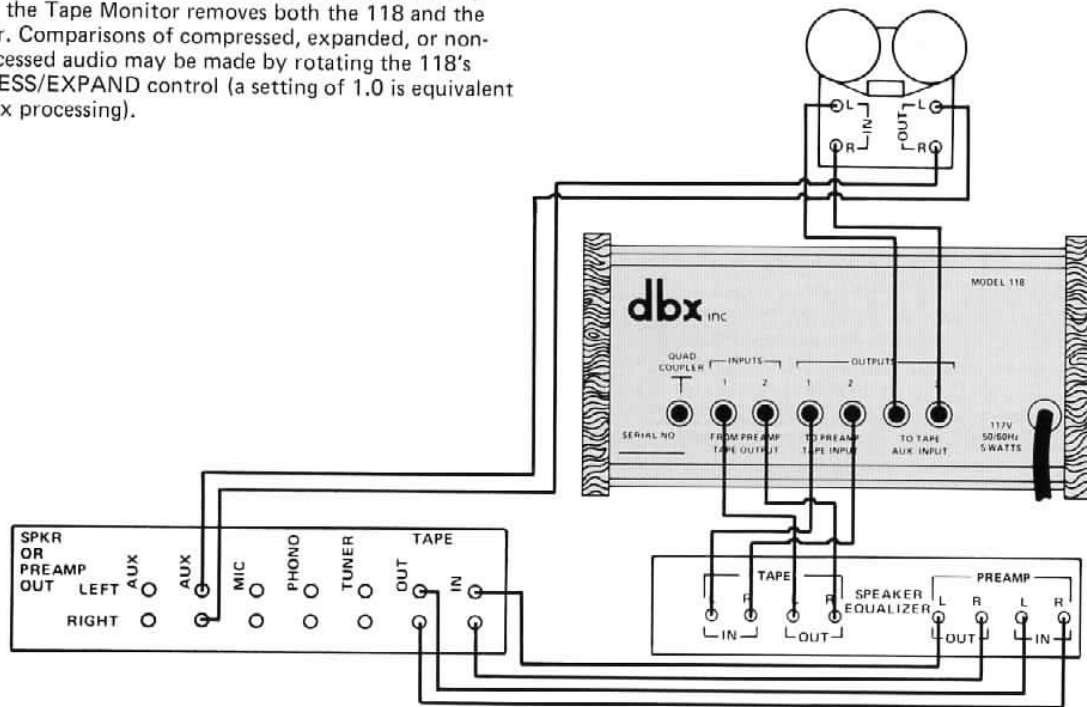 the Tape Monitor removes both the 118 and the
r. Comparisons of compressed, expanded, or non-
cessed audio may be made by rotating the 118's
ESS/EXPAND control (a setting of 1.0 is equivalent
x processing).
L L
IN OUT
R R
MODEL 118
dbx inc
QUAD
COUPLER
INPUTS OUTPUTS
1 2 1 2
SERIAL NO
FROM PREAMP
TAPE OUTPUT
TO PREAMP
TAPE INPUT
TO TAPE
AUX INPUT
117V
50/60Hz
5 WATTS
SPKR
OR
PREAMP
OUT
AUX AUX MIC PHONO TUNER OUT IN
TAPE
LEFT
RIGHT
TAPE
R L R
IN OUT
SPEAKER
EQUALIZER
PREAMP
L R L R
OUT IN